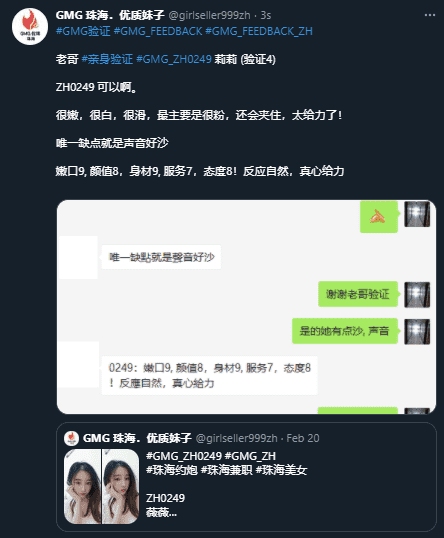 GMG 珠海．优质妹子 @girlseller999zh · 3s
#GMG验证 #GMG_FEEDBACK #GMG_FEEDBACK_ZH
老哥 #亲身验证 #GMG_ZH0249 莉莉 (验证4)
ZH0249 可以啊。
很嫩，很白，很滑，最主要是很粉，还会夹住，太给力了！
唯一缺点就是声音好沙
嫩口9, 颜值8，身材9, 服务7，态度8！反应自然，真心给力
唯一缺點就是聲音好沙
谢谢老哥验证
是的她有点沙, 声音
0249：嫩口9, 颜值8，身材9, 服务7，态度8
！反應自然，真心给力
GMG 珠海．优质妹子 @girlseller999zh · Feb 20
#GMG_ZH0249 #GMG_ZH
#珠海约炮 #珠海兼职 #珠海美女
ZH0249
薇薇...